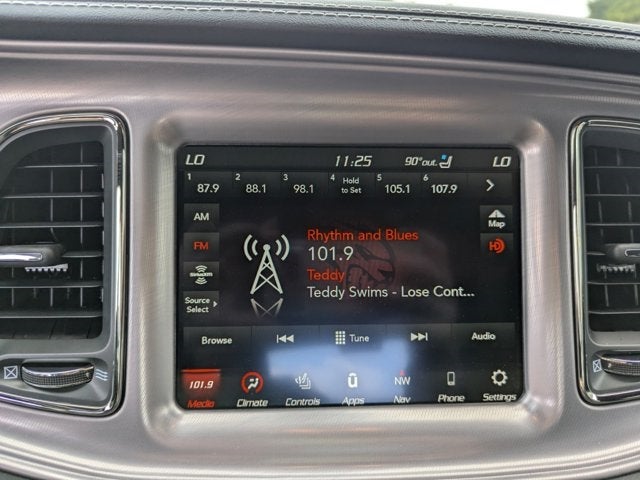 LO 11:25 90°out. LO
1 87.9 2 88.1 3 98.1 4 Hold to Set 5 105.1 6 107.9
AM
FM
SiriusXM
Source Select
Rhythm and Blues
101.9
Teddy
Teddy Swims - Lose Cont...
Map
HD
Browse Tune Audio
101.9 NW
Media Climate Controls Apps Nav Phone Settings